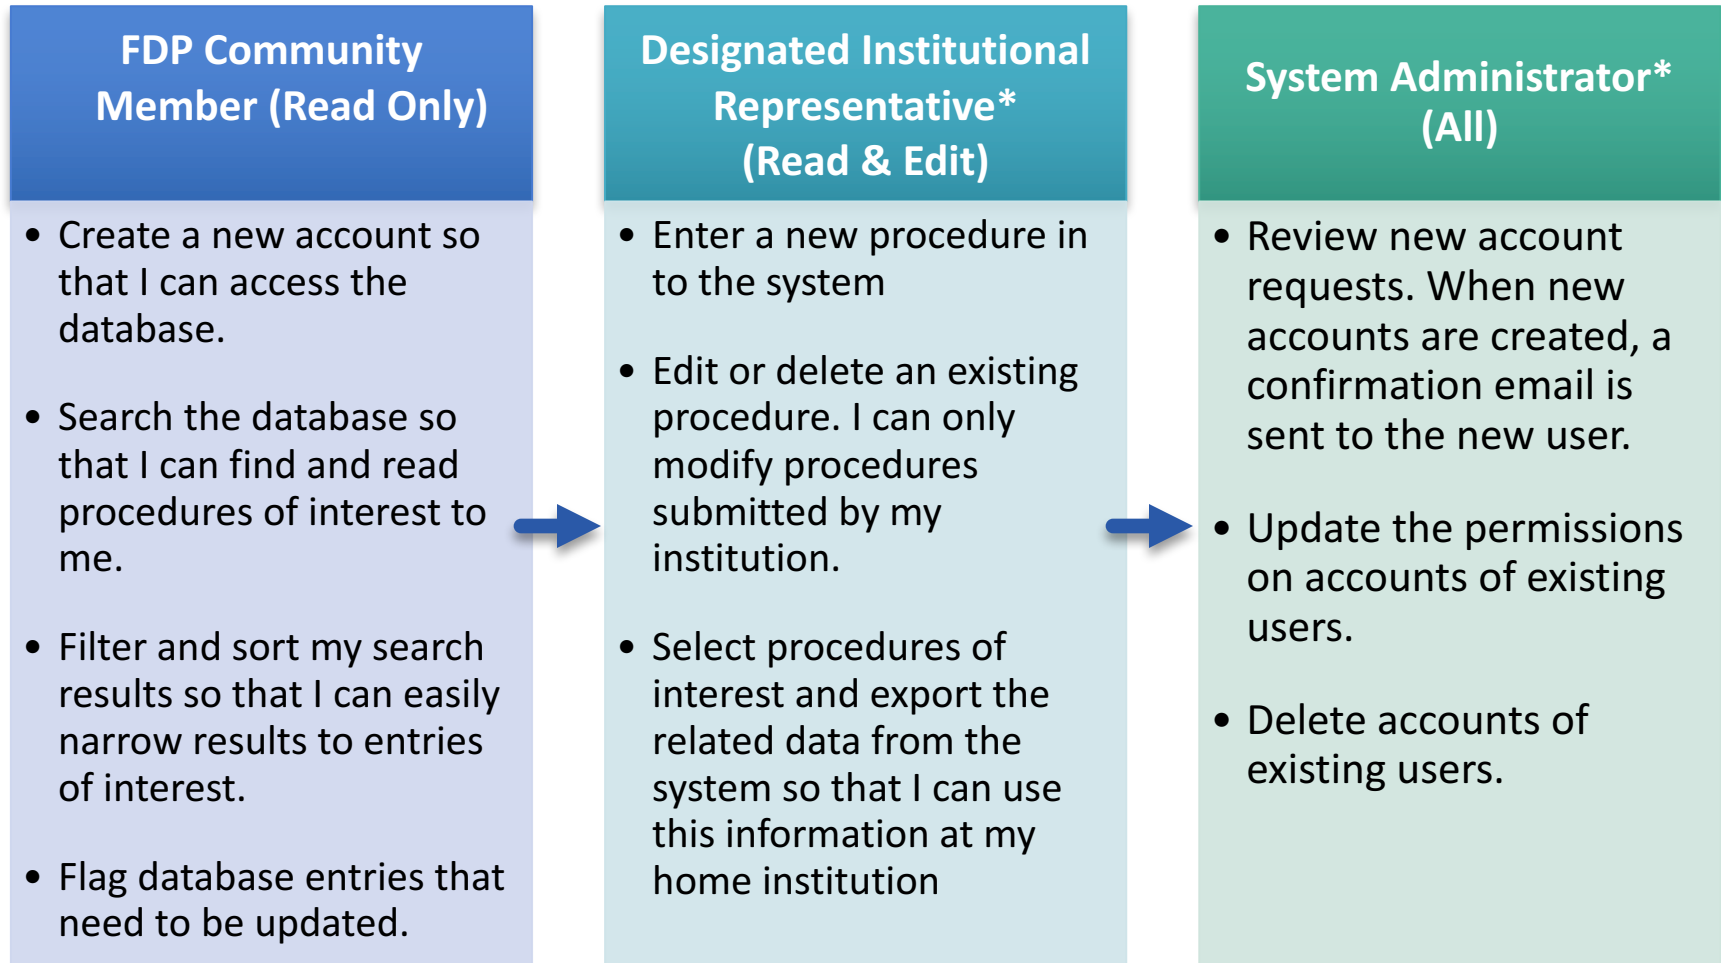 FDP Community
Member (Read Only)
• Create a new account so
that I can access the
database.
• Search the database so
that I can find and read
procedures of interest to
me.
• Filter and sort my search
results so that I can easily
narrow results to entries
of interest.
• Flag database entries that
need to be updated.
Designated Institutional
Representative*
(Read & Edit)
• Enter a new procedure in
to the system
• Edit or delete an existing
procedure. I can only
modify procedures
submitted by my
institution.
• Select procedures of
interest and export the
related data from the
system so that I can use
this information at my
home institution
System Administrator*
(All)
• Review new account
requests. When new
accounts are created, a
confirmation email is
sent to the new user.
• Update the permissions
on accounts of existing
users.
• Delete accounts of
existing users.